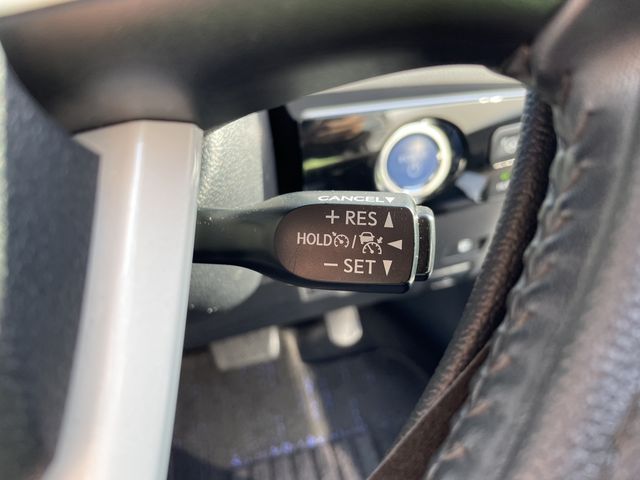 CANCEL▼
+ RES ▲
HOLD / ◄
− SET ▼